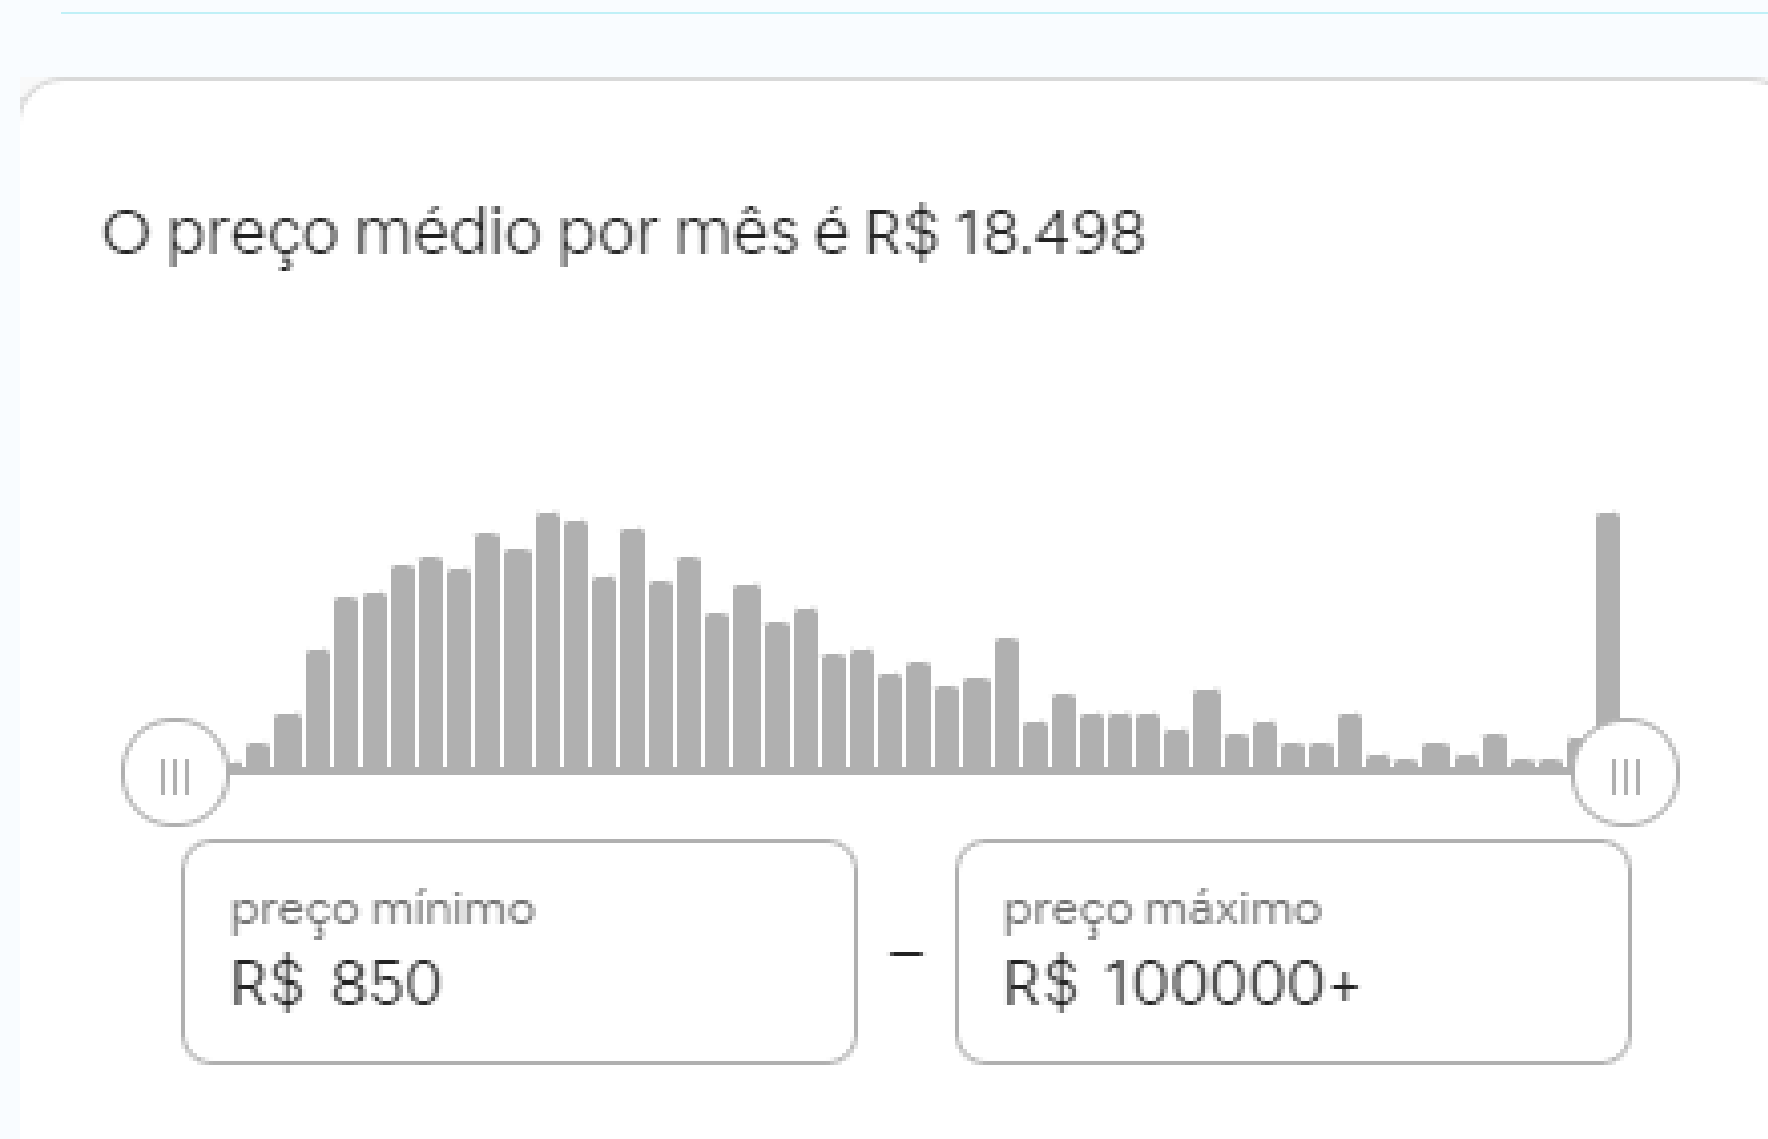 O preço médio por mês é R$ 18.498
preço mínimo
R$ 850
–
preço máximo
R$ 100000+